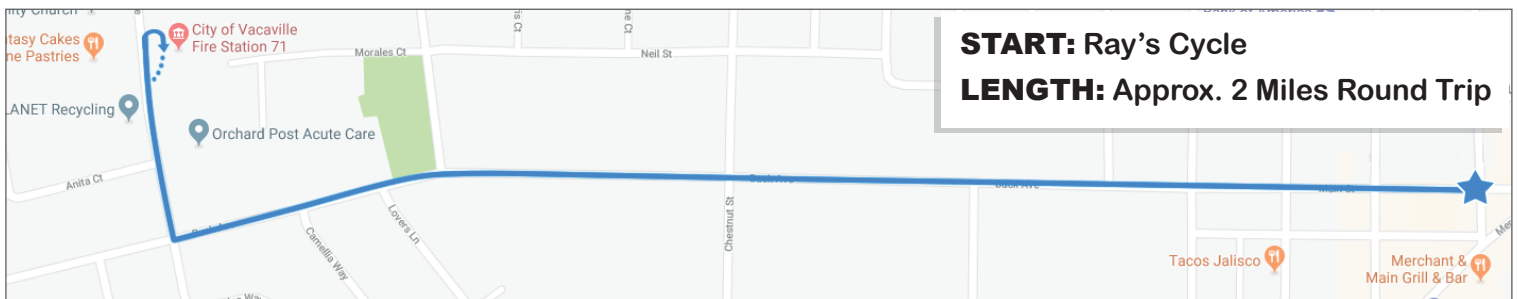 City of Vacaville
Fire Station 71
START: Ray's Cycle
LENGTH: Approx. 2 Miles Round Trip
Morales Ct
Neil St
Orchard Post Acute Care
Recycling
Anita Ct
Buck Ave
Main St
Lovers Ln
Camellia Way
Chestnut St
Tacos Jalisco
Merchant &
Main Grill & Bar